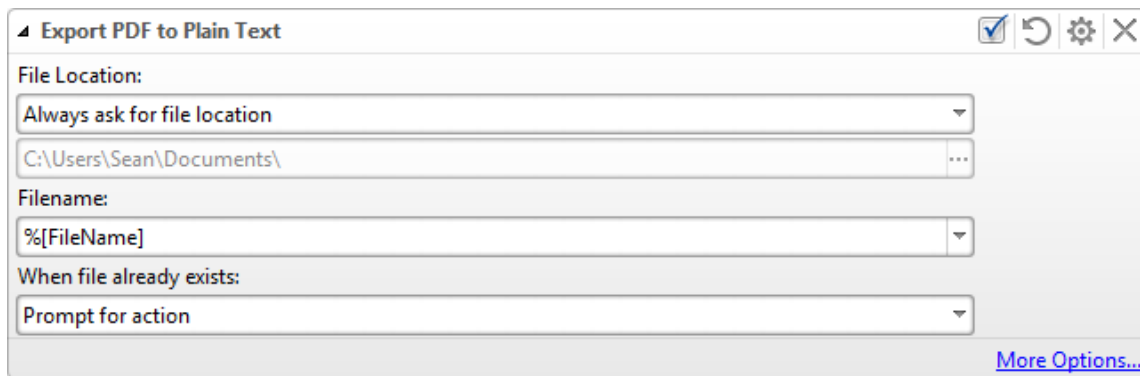 Export PDF to Plain Text
File Location:
Always ask for file location
C:\Users\Sean\Documents\
...
Filename:
%[FileName]
When file already exists:
Prompt for action
More Options...